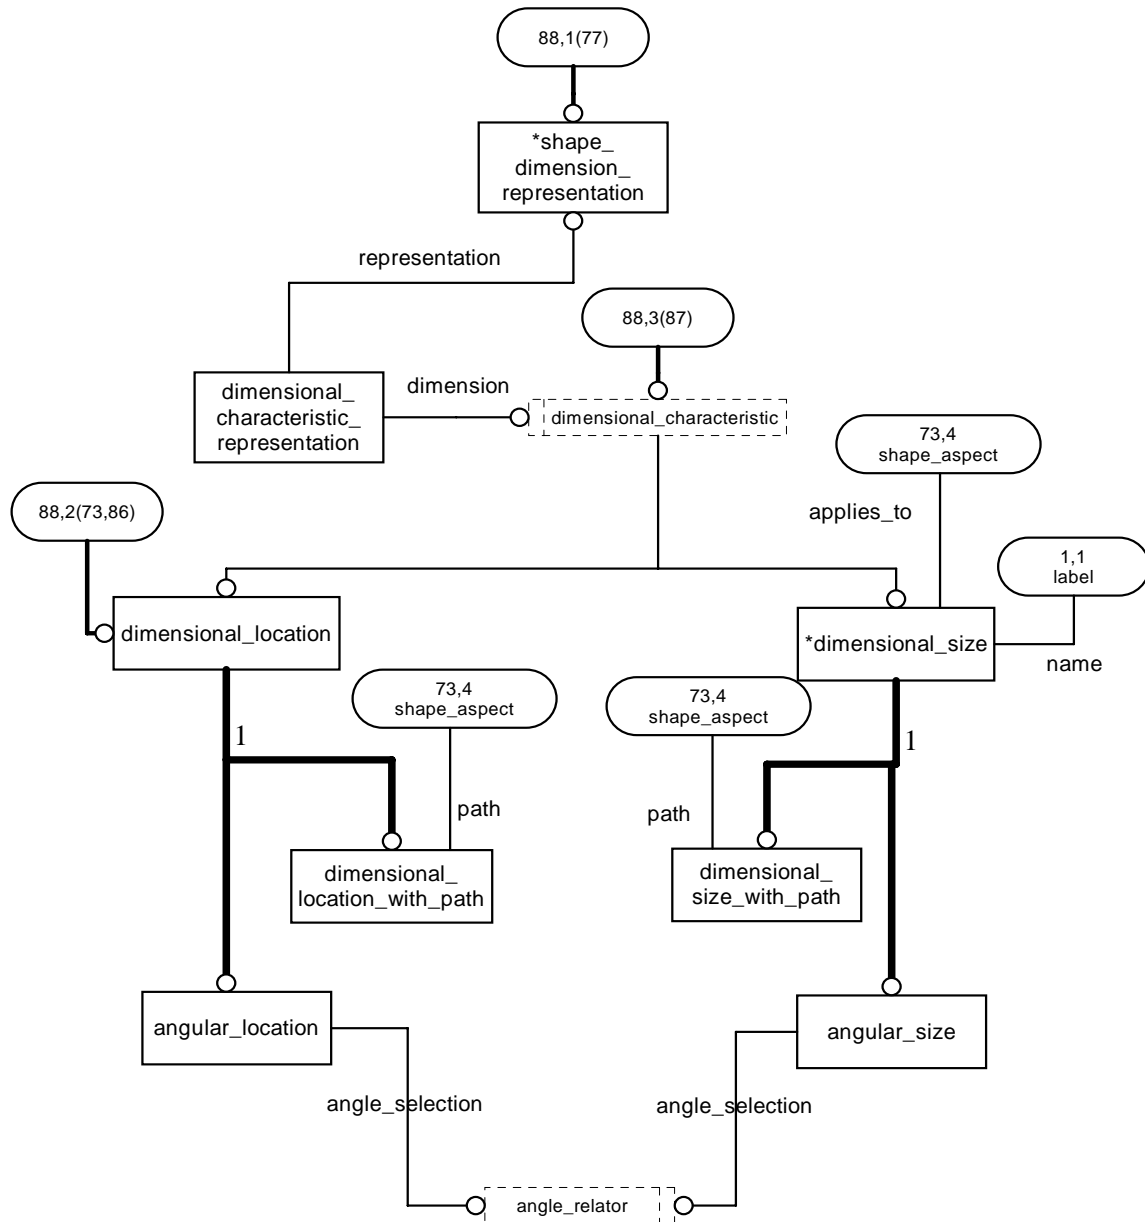 88,1(77)
*shape_
dimension_
representation
representation
88,3(87)
dimensional_
characteristic_
representation
dimension
dimensional_characteristic
73,4
shape_aspect
88,2(73,86)
applies_to
1,1
label
dimensional_location
*dimensional_size
name
73,4
shape_aspect
73,4
shape_aspect
1
1
path
path
dimensional_
location_with_path
dimensional_
size_with_path
angular_location
angular_size
angle_selection
angle_selection
angle_relator